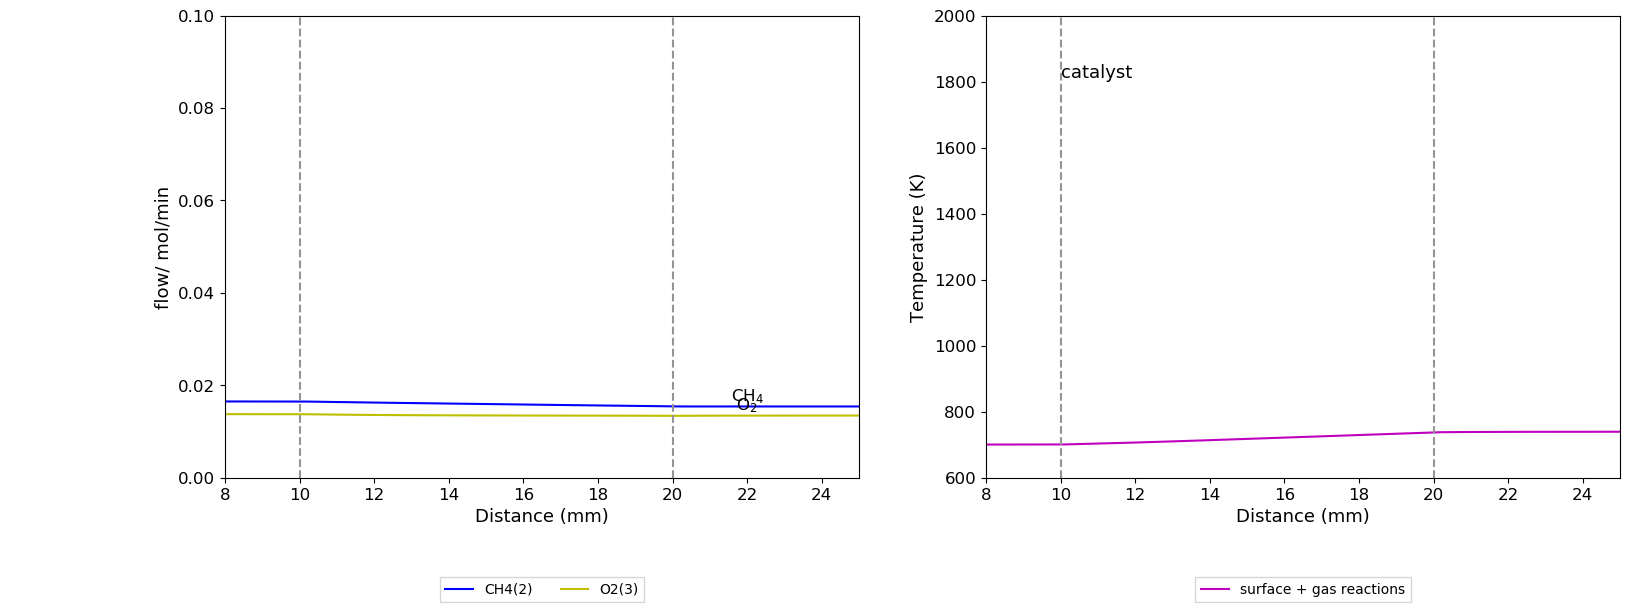 0.10
0.08
0.06
0.04
0.02
0.00
flow/ mol/min
CH₄
O₂
8 10 12 14 16 18 20 22 24
Distance (mm)
CH4(2) O2(3)
2000
1800
1600
1400
1200
1000
800
600
Temperature (K)
catalyst
8 10 12 14 16 18 20 22 24
Distance (mm)
surface + gas reactions